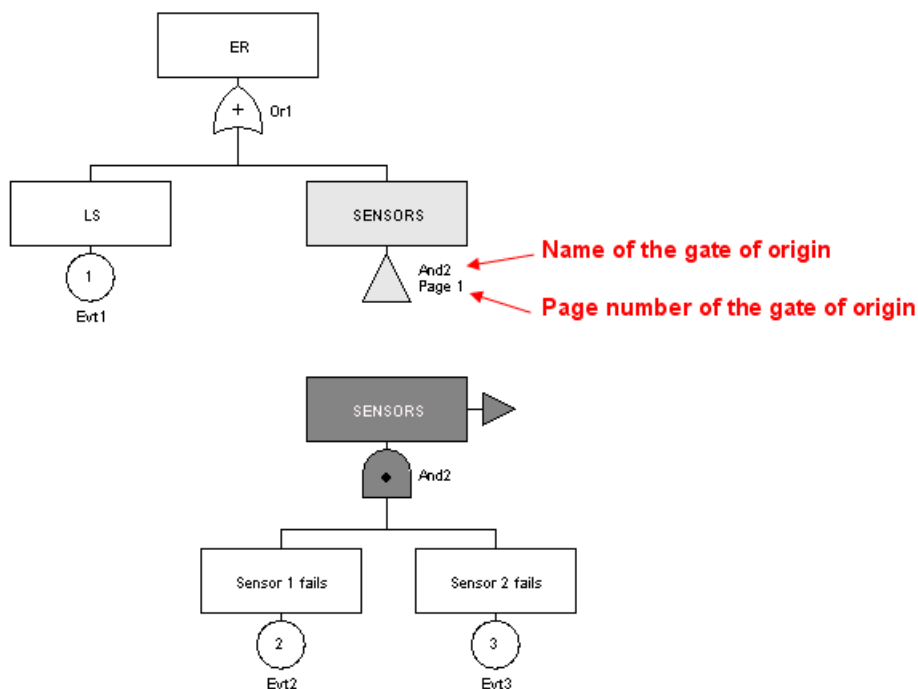 ER
+
Or1
LS
SENSORS
1
Evt1
And2
Page 1
Name of the gate of origin
Page number of the gate of origin
SENSORS
And2
Sensor 1 fails
Sensor 2 fails
2
3
Evt2
Evt3